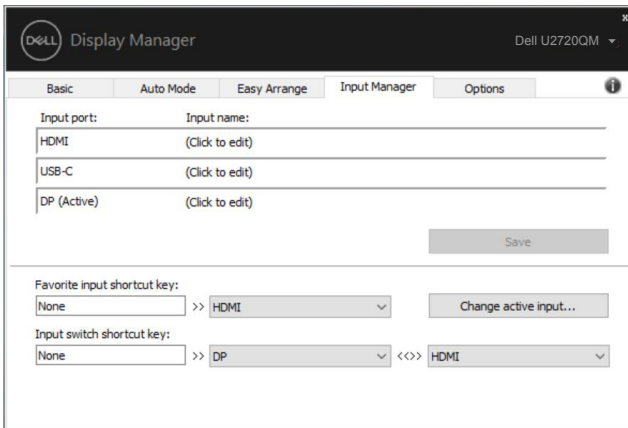 x
DELL Display Manager Dell U2720QM
Basic Auto Mode Easy Arrange Input Manager Options i
Input port: Input name:
HDMI (Click to edit)
USB-C (Click to edit)
DP (Active) (Click to edit)
Save
Favorite input shortcut key:
None >> HDMI Change active input...
Input switch shortcut key:
None >> DP <<>> HDMI